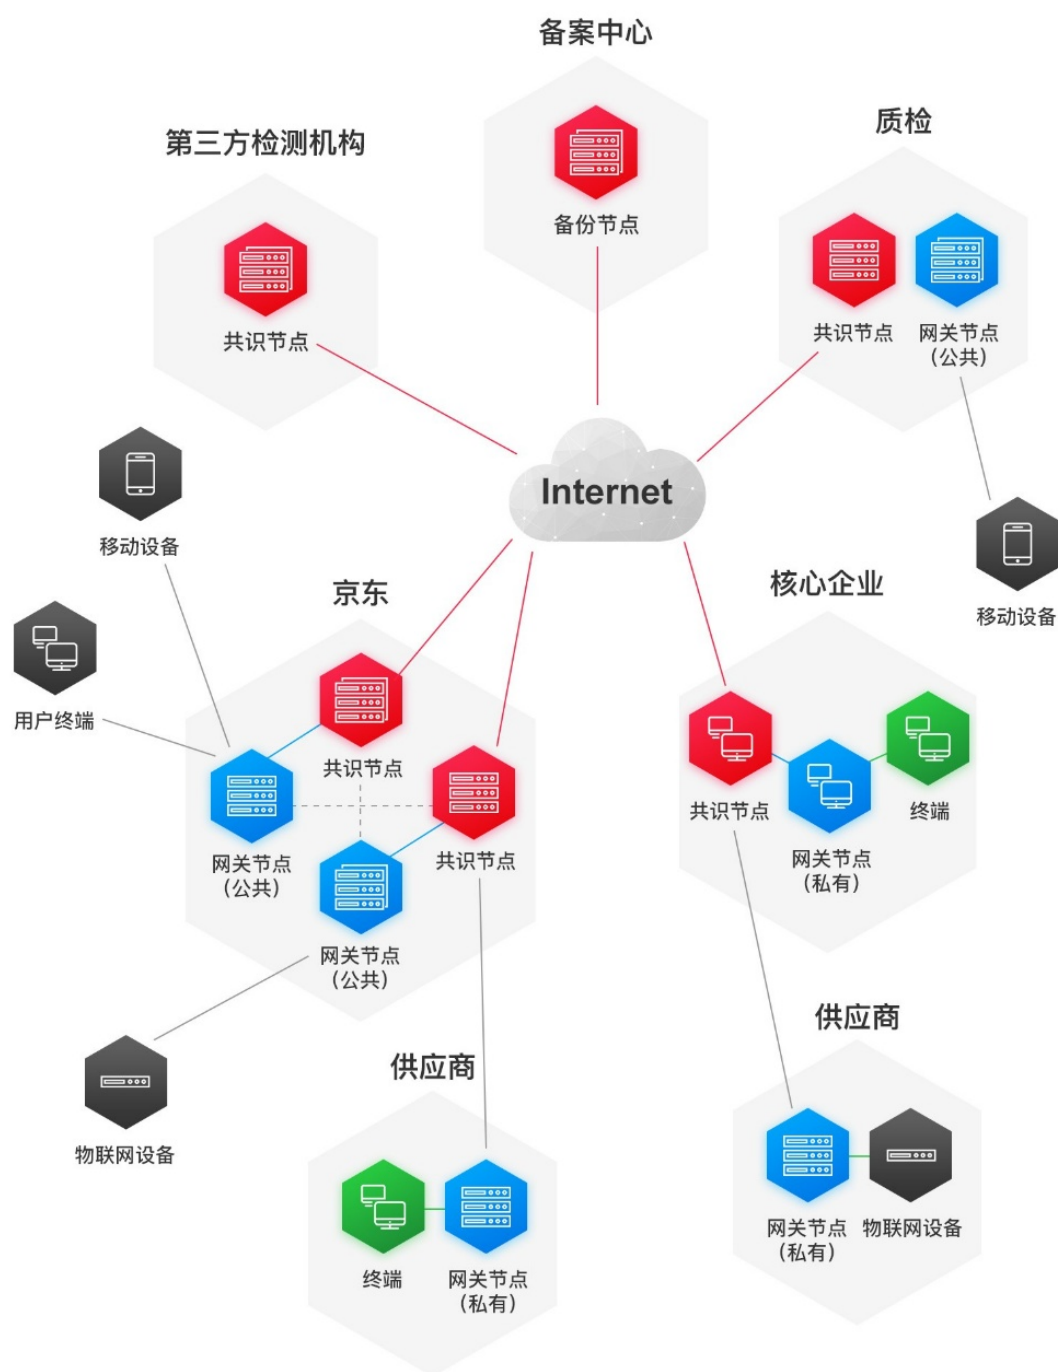 备案中心
备份节点
第三方检测机构
共识节点
质检
共识节点
网关节点
（公共）
移动设备
Internet
移动设备
用户终端
京东
共识节点
共识节点
网关节点
（公共）
网关节点
（公共）
物联网设备
核心企业
共识节点
网关节点
（私有）
终端
供应商
终端
网关节点
（私有）
供应商
网关节点
（私有）
物联网设备